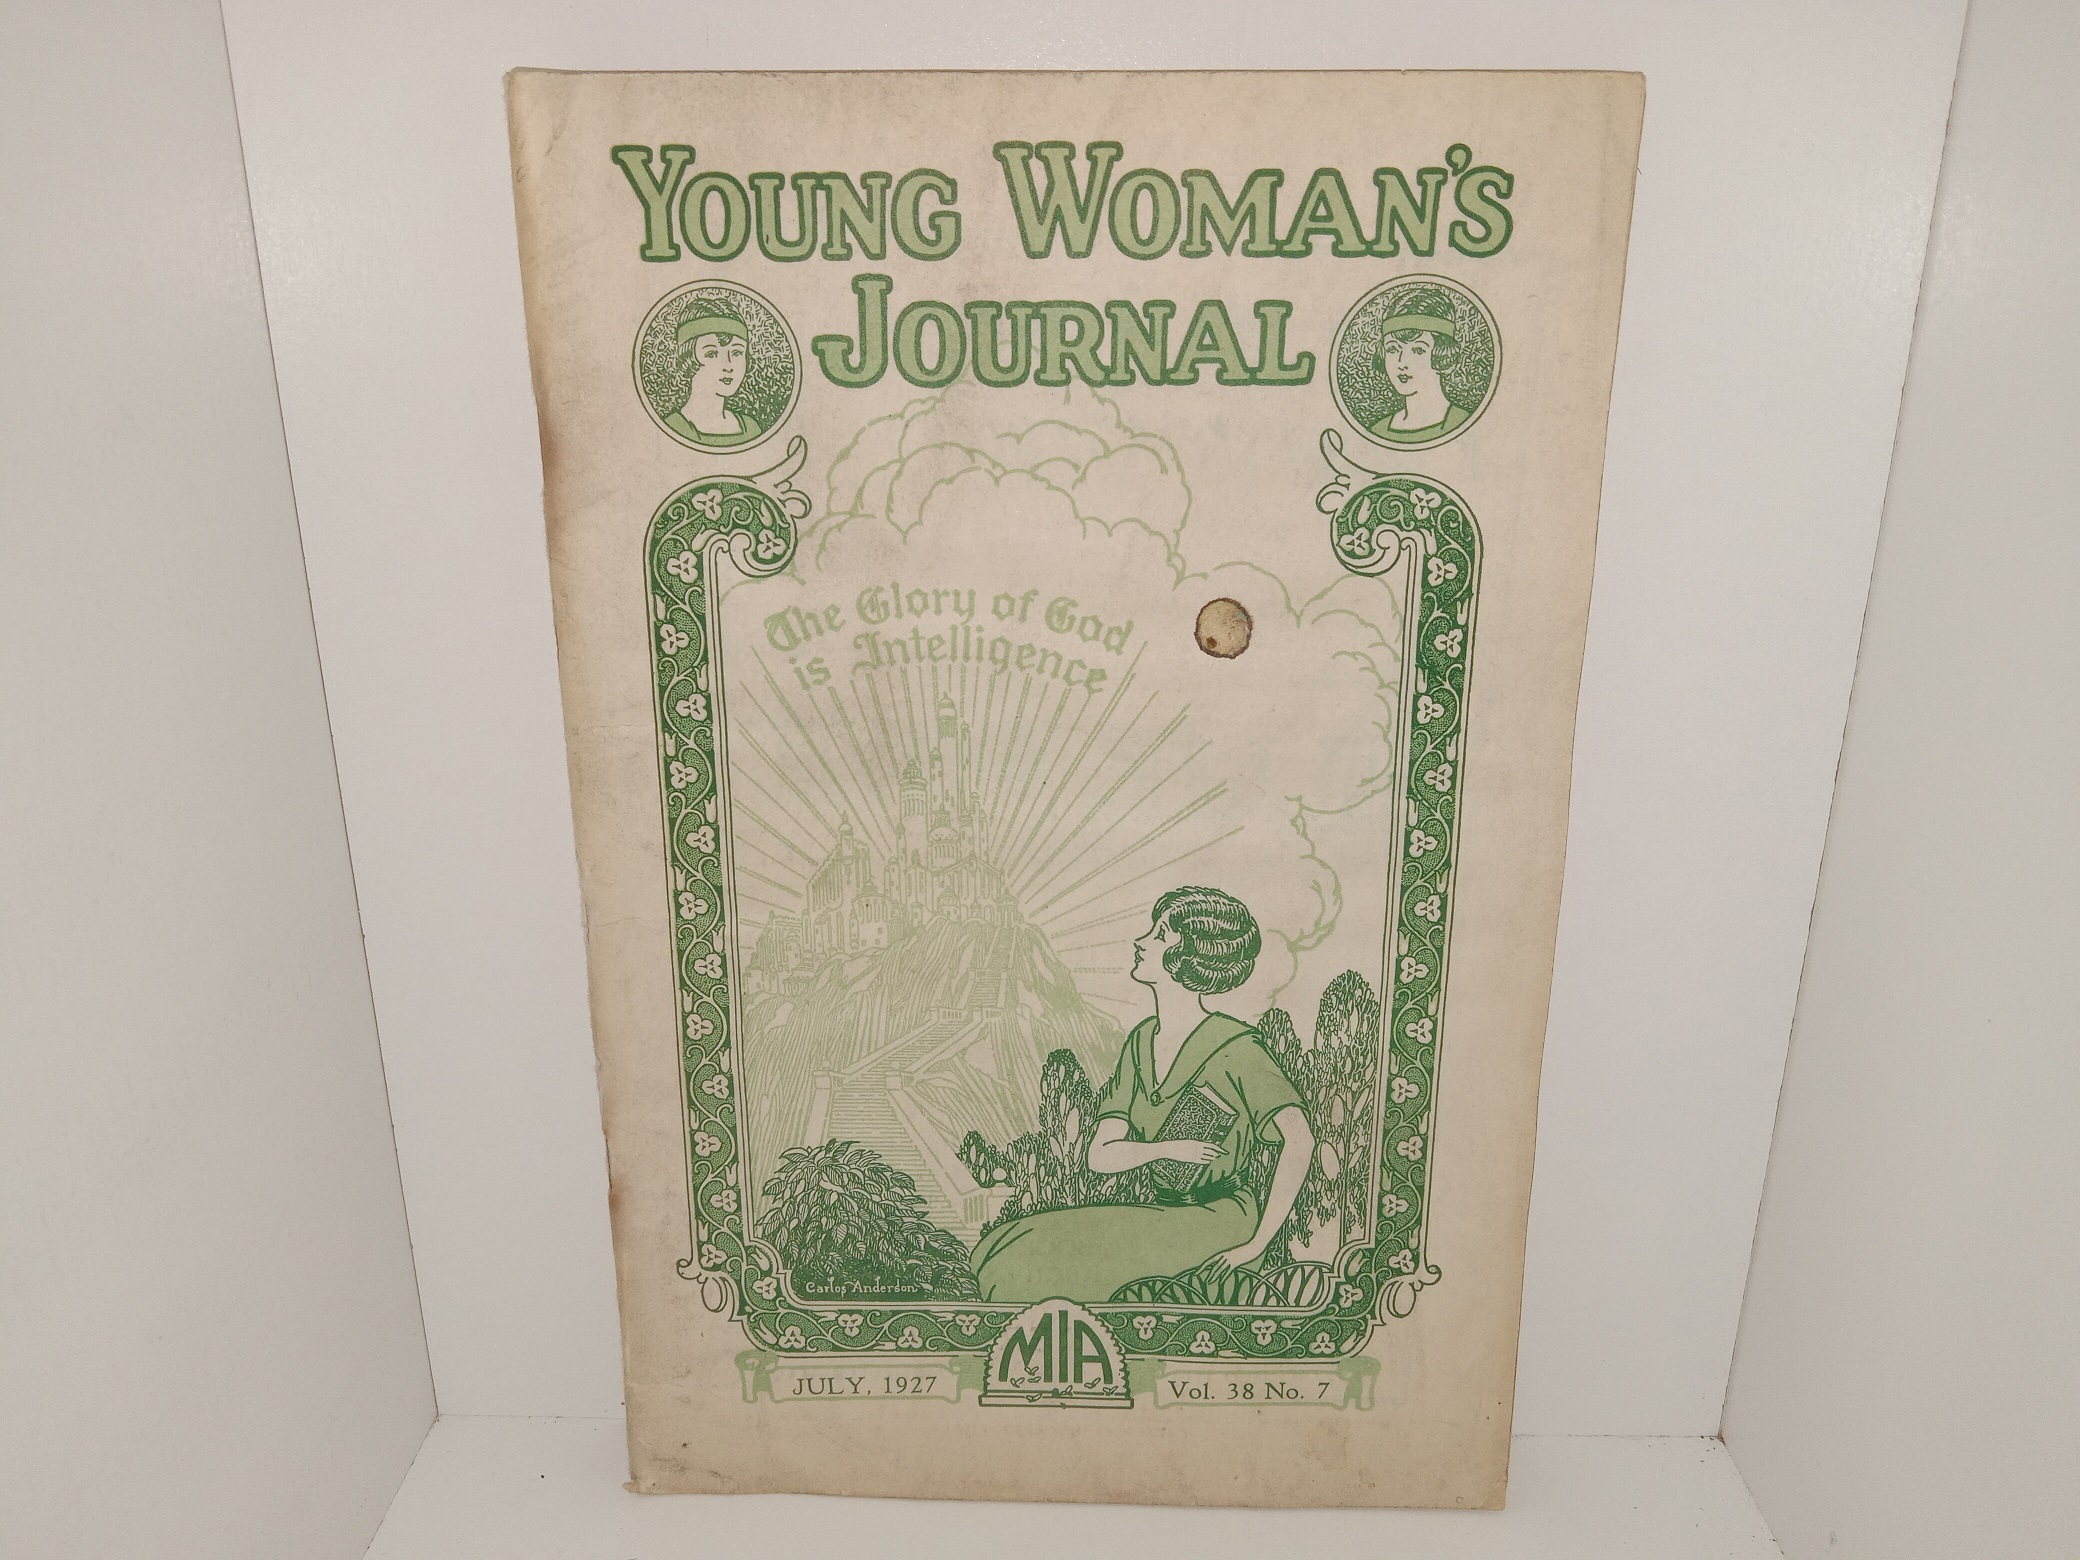 YOUNG WOMAN'S
JOURNAL
The Glory of God
is Intelligence
Carlos Anderson
MIA
JULY, 1927
Vol. 38 No. 7